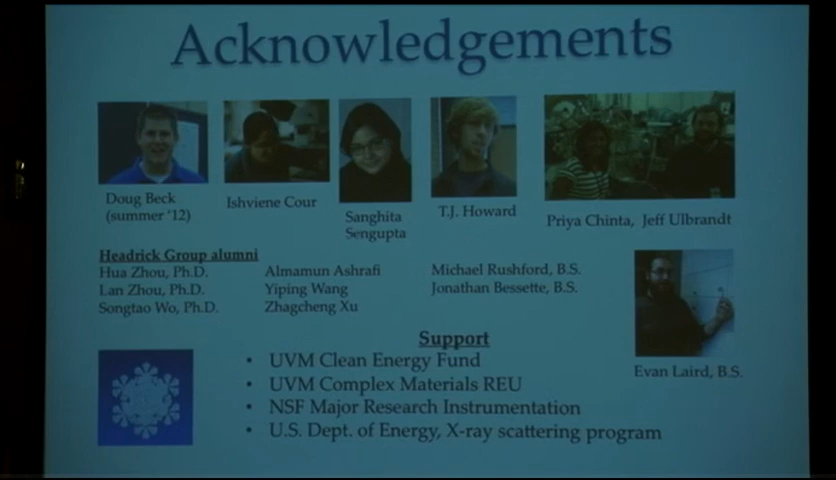 Acknowledgements
Doug Beck
(summer '12)
Ishviene Cour
Sanghita
Sengupta
T.J. Howard
Priya Chinta, Jeff Ulbrandt
Headrick Group alumni
Hua Zhou, Ph.D.
Lan Zhou, Ph.D.
Songtao Wo, Ph.D.
Almamun Ashrafi
Yiping Wang
Zhagcheng Xu
Michael Rushford, B.S.
Jonathan Bessette, B.S.
Evan Laird, B.S.
Support
• UVM Clean Energy Fund
• UVM Complex Materials REU
• NSF Major Research Instrumentation
• U.S. Dept. of Energy, X-ray scattering program